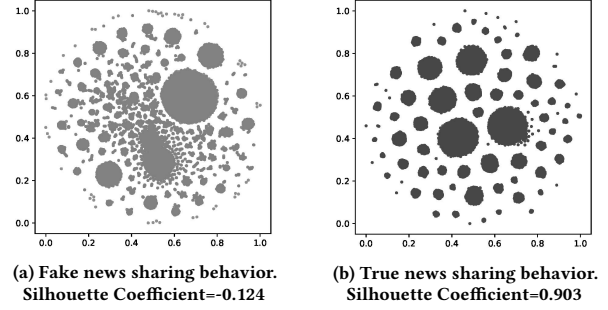 1.0
0.8
0.6
0.4
0.2
0.0
0.0 0.2 0.4 0.6 0.8 1.0
(a) Fake news sharing behavior.
Silhouette Coefficient=-0.124
1.0
0.8
0.6
0.4
0.2
0.0
0.0 0.2 0.4 0.6 0.8 1.0
(b) True news sharing behavior.
Silhouette Coefficient=0.903